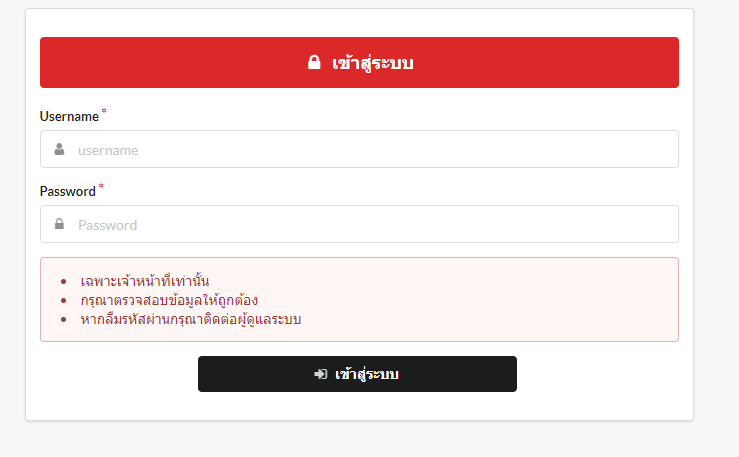 เข้าสู่ระบบ
Username *
username
Password *
Password
เฉพาะเจ้าหน้าที่เท่านั้น
กรุณาตรวจสอบข้อมูลให้ถูกต้อง
หากลืมรหัสผ่านกรุณาติดต่อผู้ดูแลระบบ
เข้าสู่ระบบ